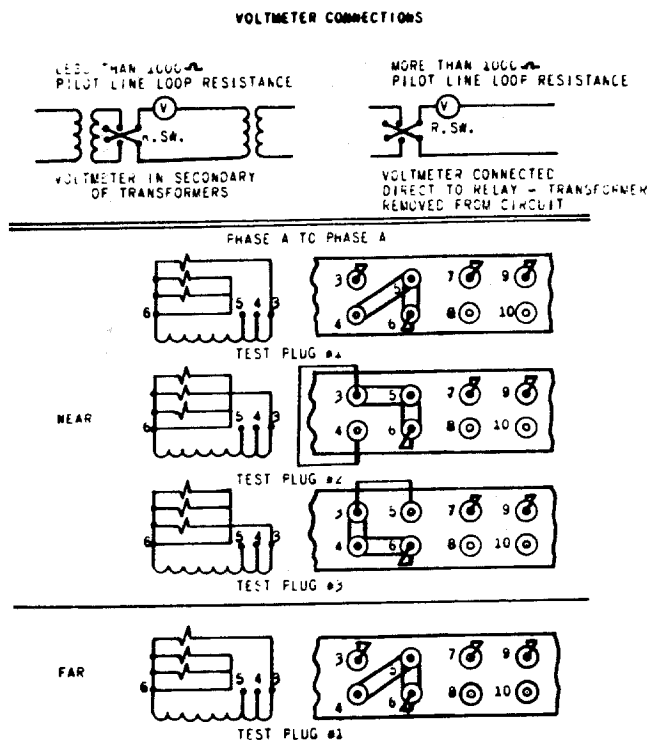 VOLTMETER CONNECTIONS
LESS THAN 1000 Ω
PILOT LINE LOOP RESISTANCE
V
R.SW.
VOLTMETER IN SECONDARY
OF TRANSFORMERS
MORE THAN 1000 Ω
PILOT LINE LOOP RESISTANCE
V
R.SW.
VOLTMETER CONNECTED
DIRECT TO RELAY - TRANSFORMER
REMOVED FROM CIRCUIT
PHASE A TO PHASE A
6 5 4 3
3 5 7 9
4 6 8 10
TEST PLUG #1
NEAR
6 5 4 3
3 5 7 9
4 6 8 10
TEST PLUG #2
6 5 4 3
3 5 7 9
4 6 8 10
TEST PLUG #3
FAR
6 5 4 3
3 5 7 9
4 6 8 10
TEST PLUG #1